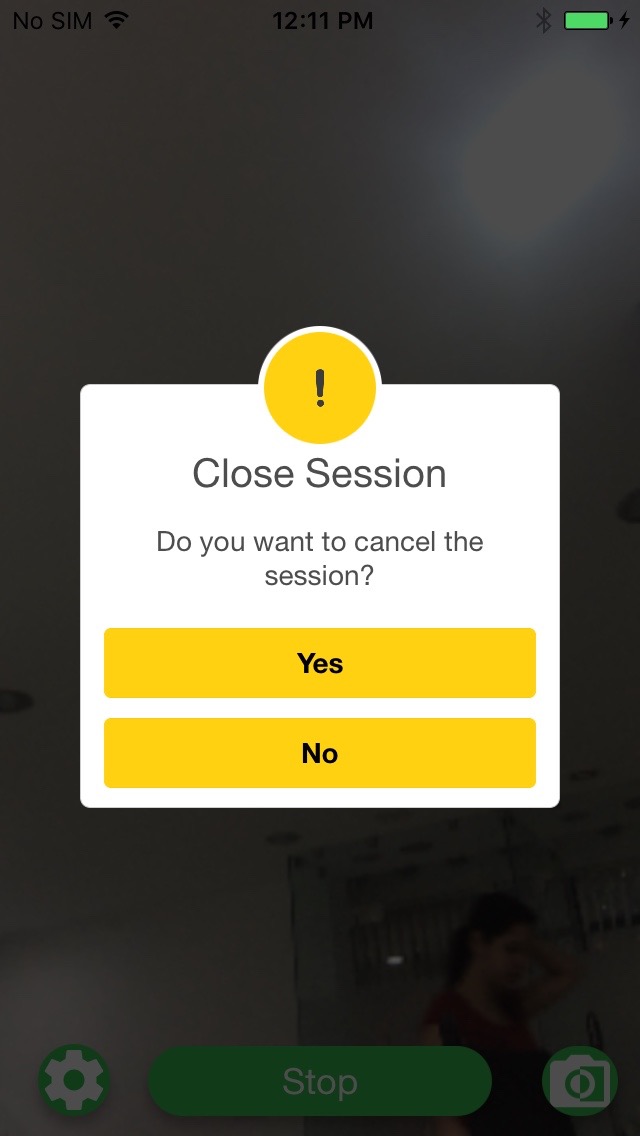 No SIM 12:11 PM
!
Close Session
Do you want to cancel the
session?
Yes
No
Stop